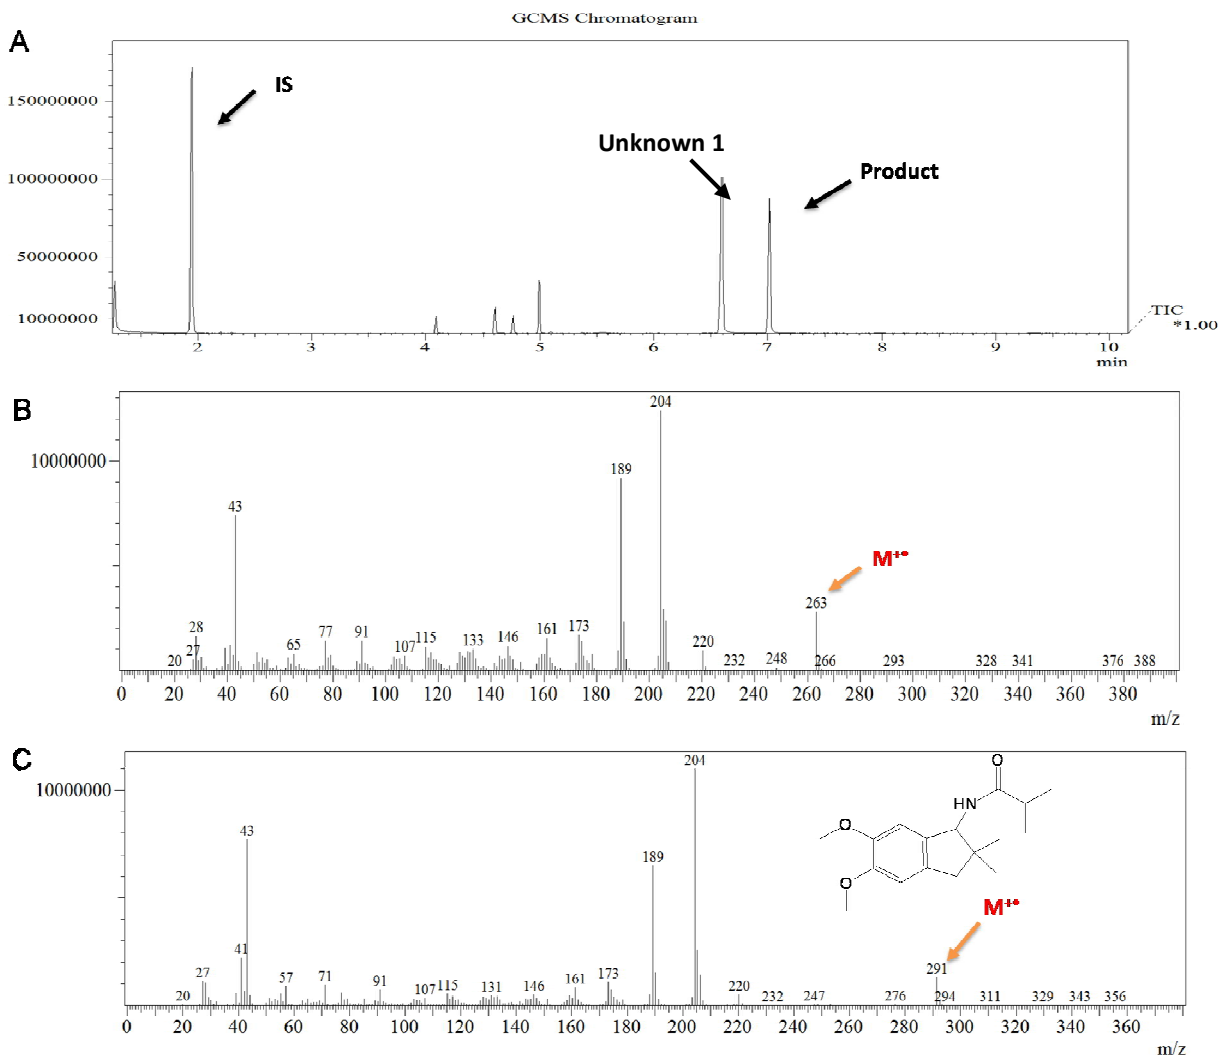 GCMS Chromatogram
A
IS
150000000
Unknown 1
100000000
Product
50000000
10000000
TIC
*1.00
2 3 4 5 6 7 8 9 10
min
B
204
10000000
189
43
M+•
263
28 27 20 65 77 91 107 115 133 146 161 173 220 232 248 266 293 328 341 376 388
0 20 40 60 80 100 120 140 160 180 200 220 240 260 280 300 320 340 360 380
m/z
C
204
O
10000000
HN
43
O
189
O
M+•
41
291
27 20 57 71 91 107 115 131 146 161 173 220 232 247 276 294 311 329 343 356
0 20 40 60 80 100 120 140 160 180 200 220 240 260 280 300 320 340 360
m/z